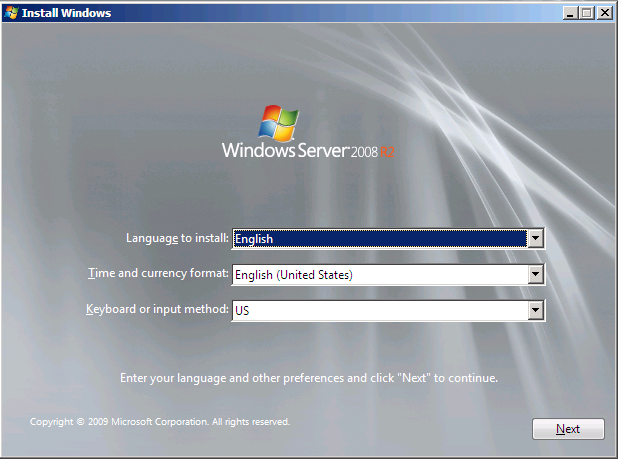 Install Windows
Windows Server 2008 R2
Language to install: English
Time and currency format: English (United States)
Keyboard or input method: US
Enter your language and other preferences and click "Next" to continue.
Copyright © 2009 Microsoft Corporation. All rights reserved.
Next